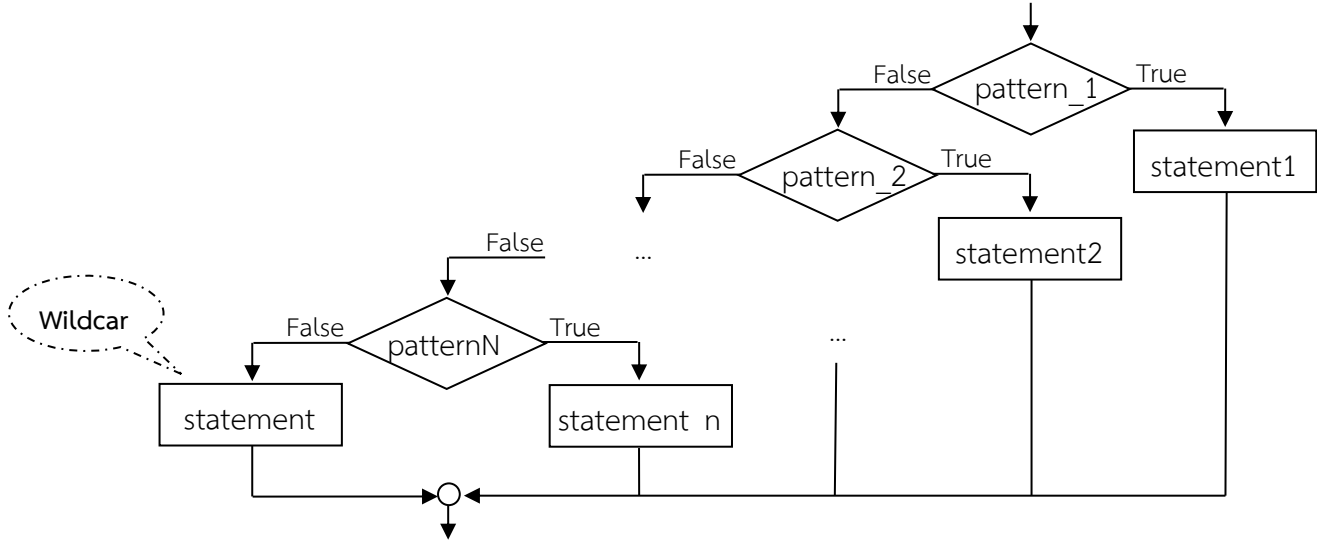 False
pattern_1
True
statement1
False
pattern_2
True
statement2
False
...
Wildcar
False
patternN
True
...
statement
statement n